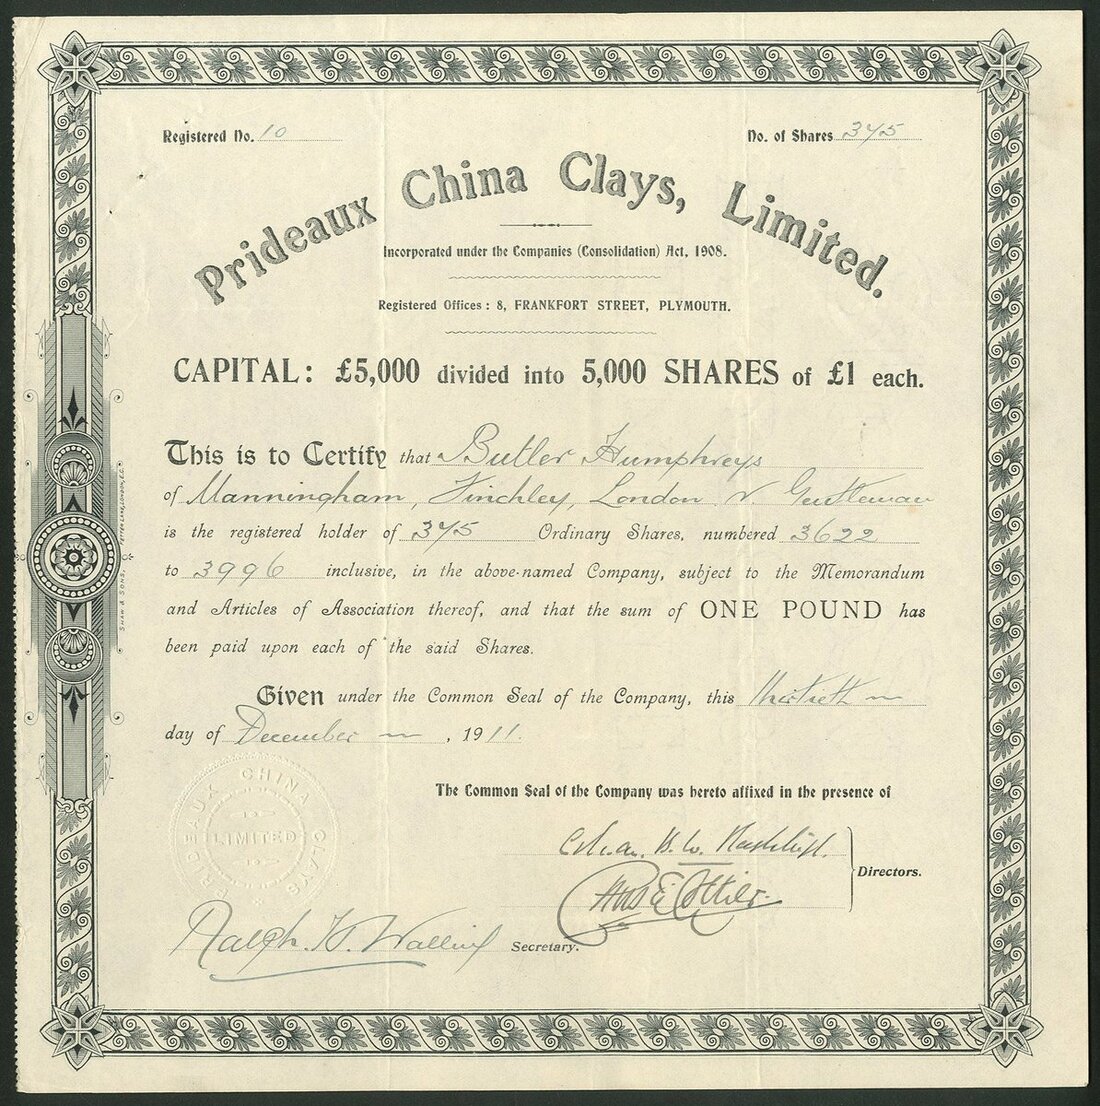 Registered No. 10
No. of Shares 375
Prideaux China Clays, Limited.
Incorporated under the Companies (Consolidation) Act, 1908.
Registered Offices : 8, FRANKFORT STREET, PLYMOUTH.
CAPITAL: £5,000 divided into 5,000 SHARES of £1 each.
This is to Certify that Butler Humphreys
of Manningham, Finchley, London N Gentleman
is the registered holder of 375 Ordinary Shares, numbered 3622
to 3996 inclusive, in the above-named Company, subject to the Memorandum
and Articles of Association thereof, and that the sum of ONE POUND has
been paid upon each of the said Shares.
Given under the Common Seal of the Company, this thirtieth
day of December, 1911.
The Common Seal of the Company was hereto affixed in the presence of
Directors.
Ralph H. Secretary.
PRIDEAUX CHINA CLAYS
LIMITED
SHAW & SONS, FETTER LANE, LONDON, E.C.